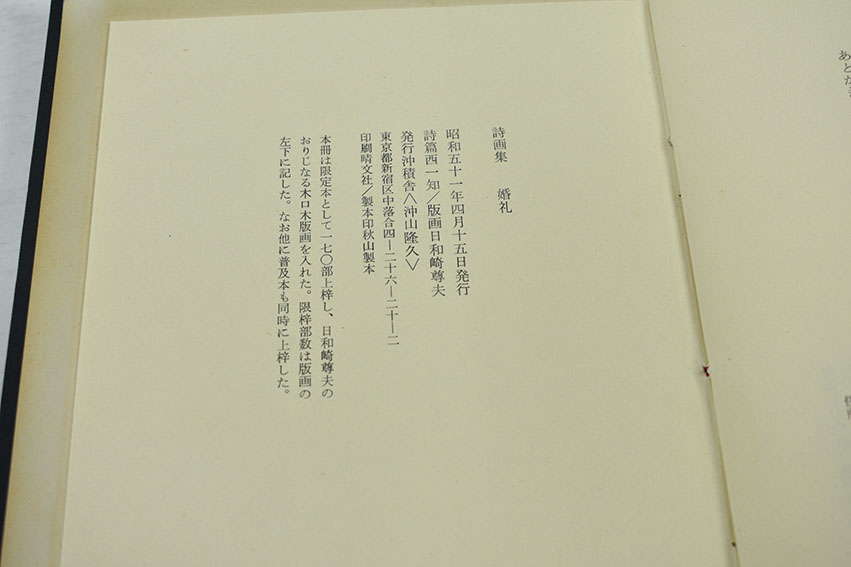 あとがき
詩画集　婚礼
昭和五十一年四月十五日発行
詩篇西一知／版画日和崎尊夫
発行沖積舎＜沖山隆久＞
東京都新宿区中落合四―二十六―二十―二
印刷晴文社／製本印秋山製本
本冊は限定本として一七〇部上梓し、日和崎尊夫の
おりじなる木口木版画を入れた。限梓部数は版画の
左下に記した。なお他に普及本も同時に上梓した。